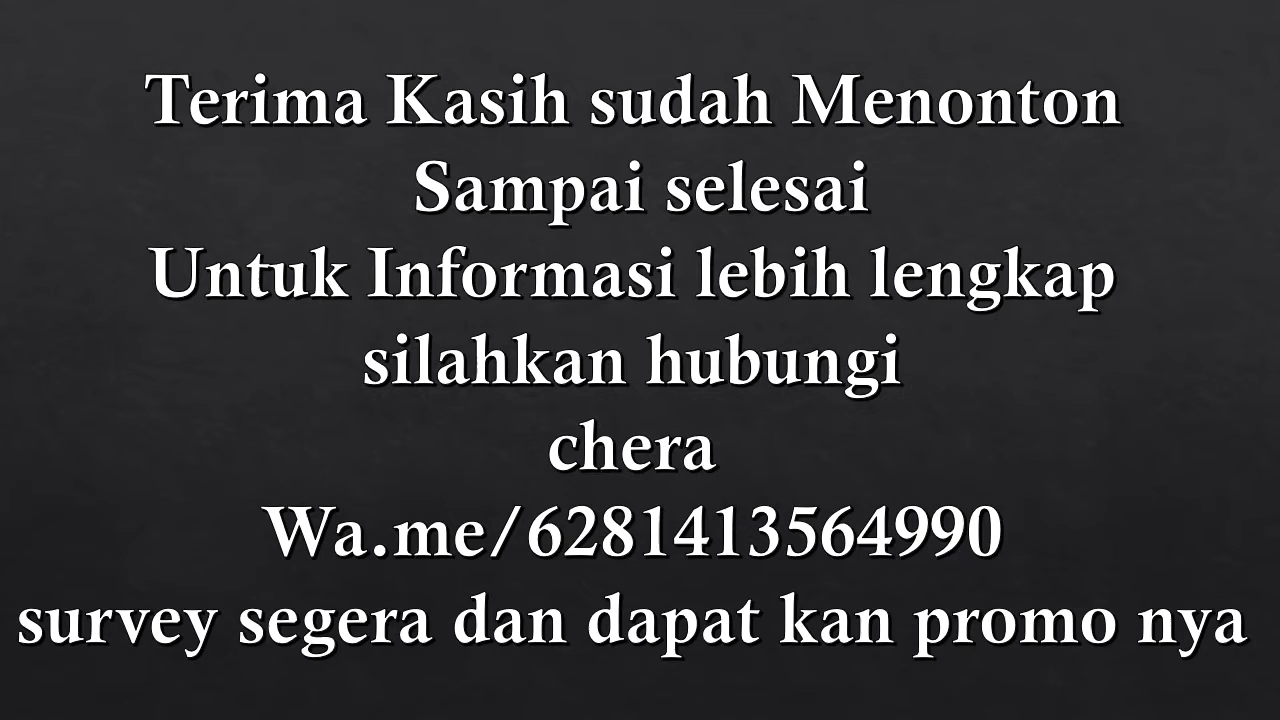 Terima Kasih sudah Menonton
Sampai selesai
Untuk Informasi lebih lengkap
silahkan hubungi
chera
Wa.me/6281413564990
survey segera dan dapat kan promo nya